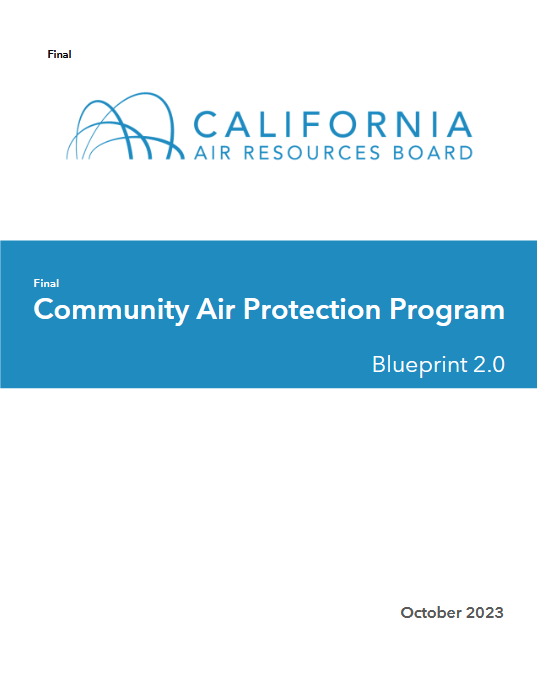 Final
CALIFORNIA
AIR RESOURCES BOARD
Final
Community Air Protection Program
Blueprint 2.0
October 2023